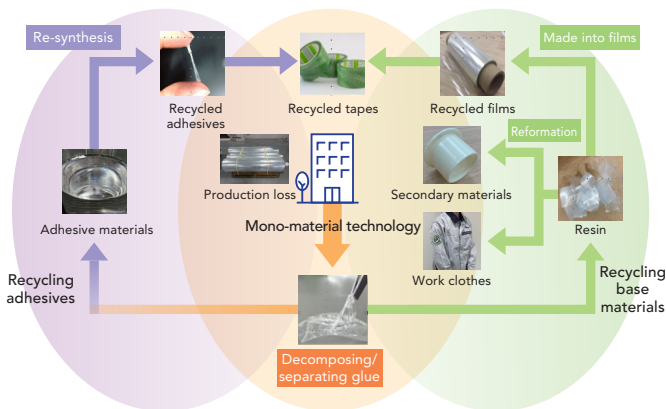 Re-synthesis
Made into films
Recycled
adhesives
Recycled tapes
Recycled films
Reformation
Production loss
Secondary materials
Adhesive materials
Mono-material technology
Resin
Work clothes
Recycling
adhesives
Recycling
base
materials
Decomposing/
separating glue